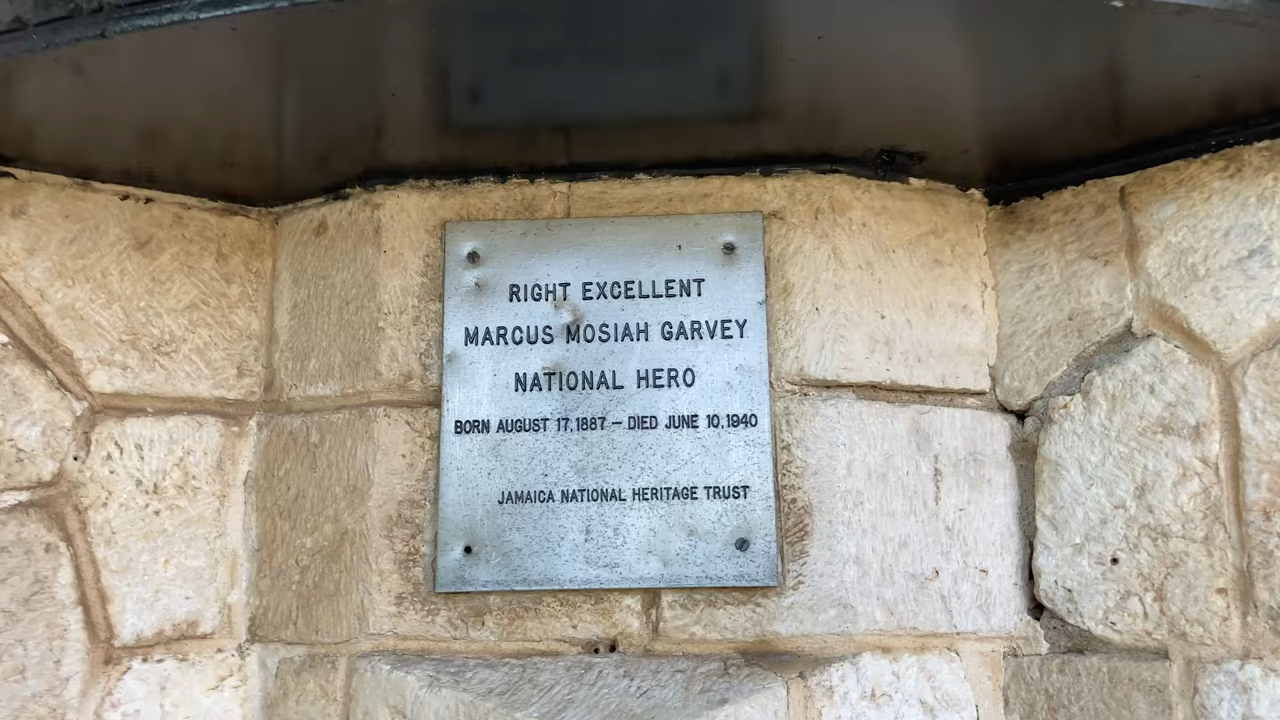 RIGHT EXCELLENT
MARCUS MOSIAH GARVEY
NATIONAL HERO
BORN AUGUST 17, 1887 – DIED JUNE 10, 1940
JAMAICA NATIONAL HERITAGE TRUST